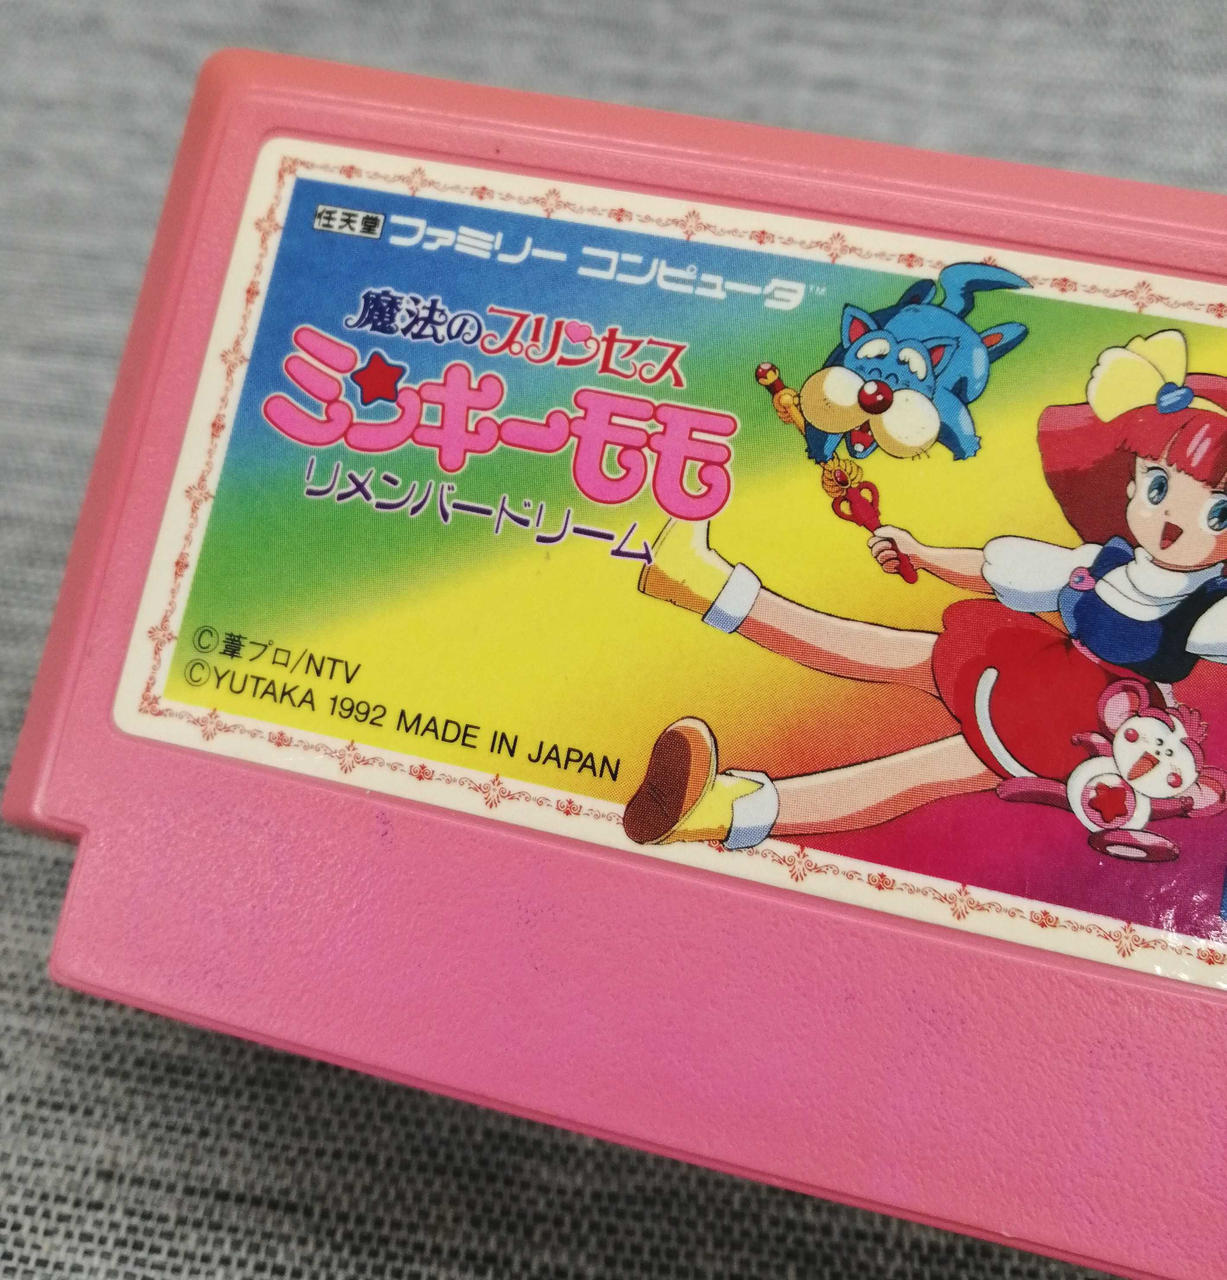 任天堂 ファミリー コンピュータ™
魔法のプリンセス
ミンキーモモ
リメンバードリーム
©葦プロ/NTV
©YUTAKA 1992 MADE IN JAPAN